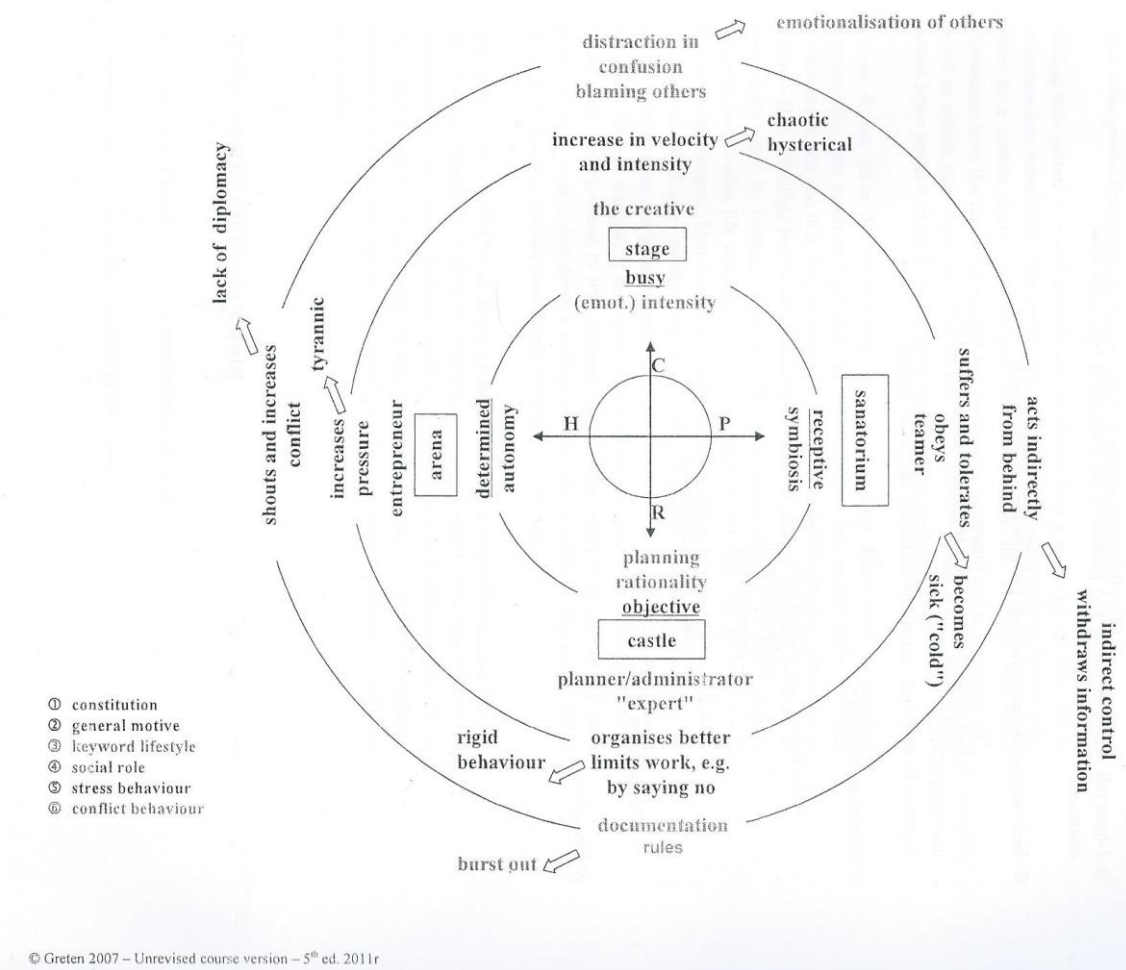 emotionalisation of others
distraction in
confusion
blaming others
chaotic
hysterical
increase in velocity
and intensity
lack of diplomacy
the creative
stage
busy
(emot.) intensity
tyrannic
C
H
P
R
shouts and increases
conflict
increases
pressure
entrepreneur
arena
determined
autonomy
receptive
symbiosis
sanatorium
suffers and tolerates
obeys
teamer
acts indirectly
from behind
becomes
sick ("cold")
indirect control
withdraws information
planning
rationality
objective
castle
planner/administrator
"expert"
rigid
behaviour
organises better
limits work, e.g.
by saying no
documentation
rules
burst out
① constitution
② general motive
③ keyword lifestyle
④ social role
⑤ stress behaviour
⑥ conflict behaviour
© Greten 2007 – Unrevised course version – 5th ed. 2011r